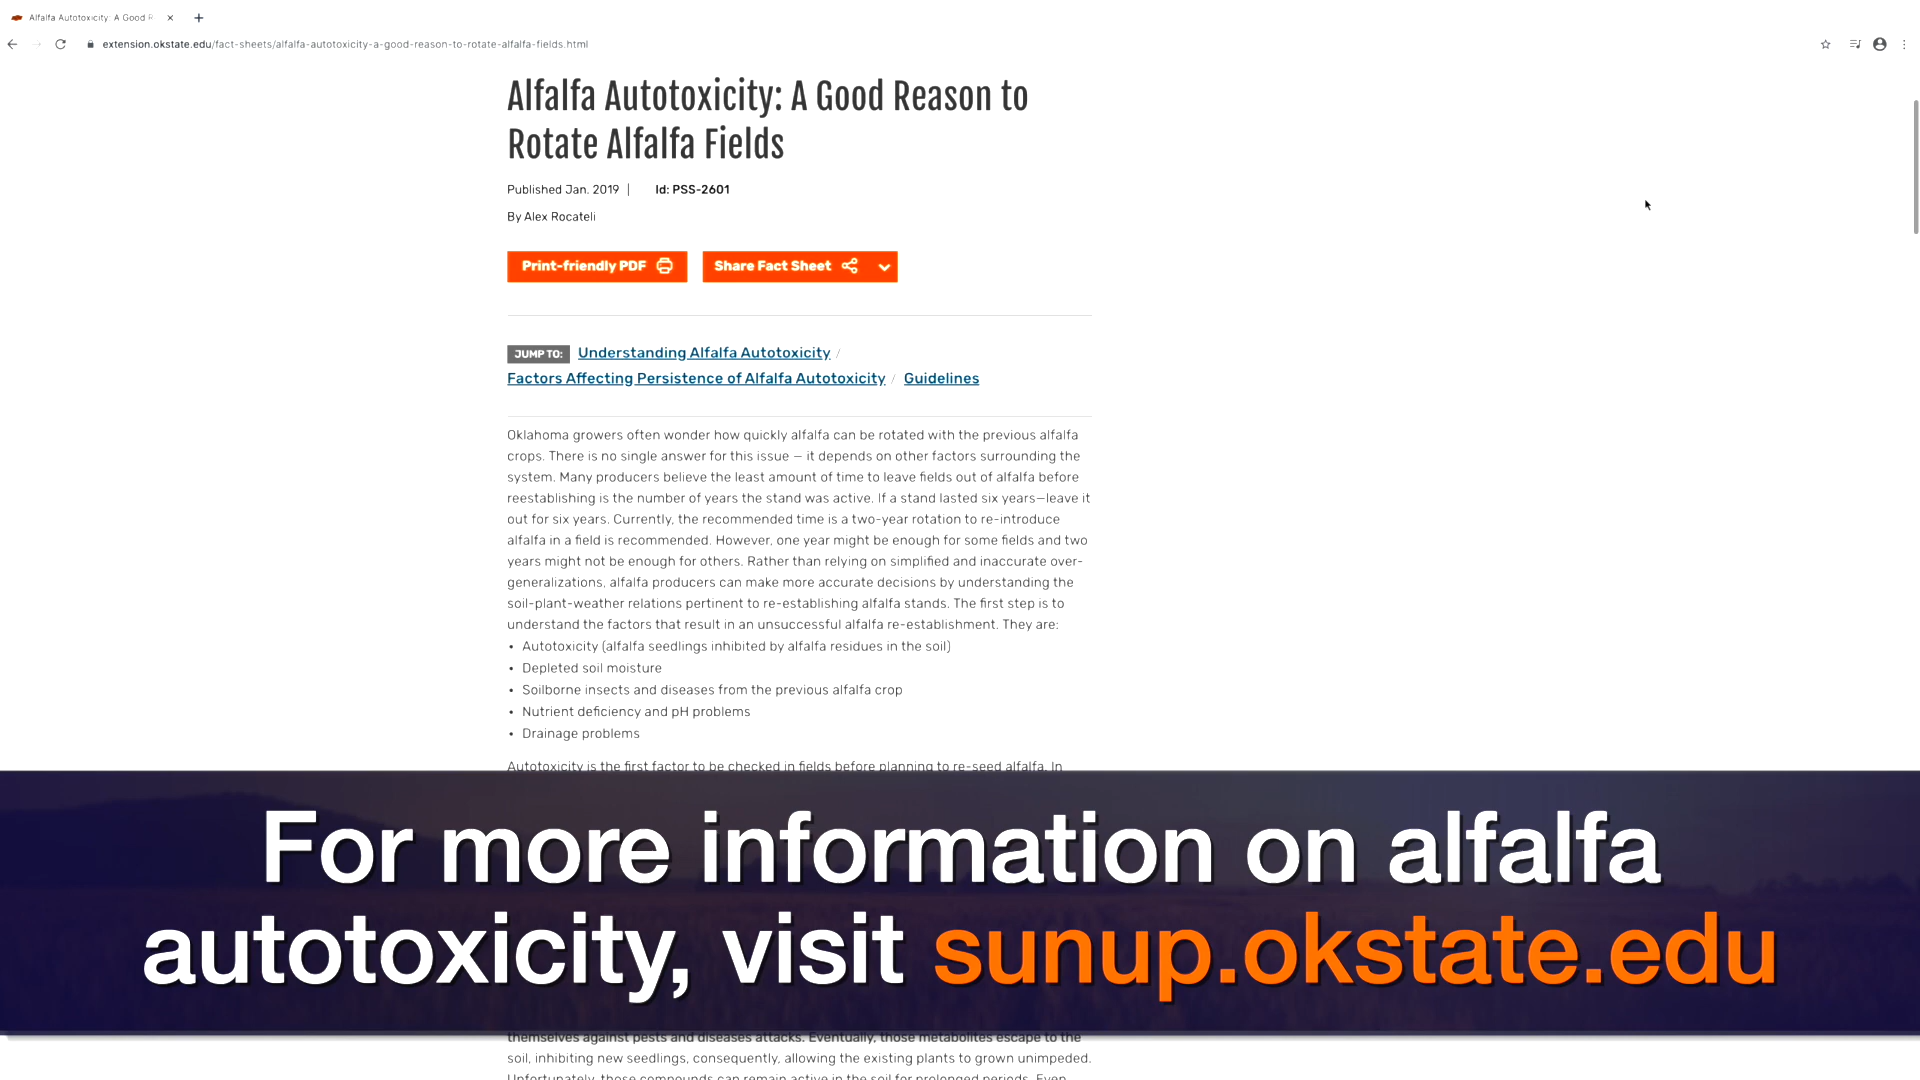 Alfalfa Autotoxicity: A Good R
extension.okstate.edu/fact-sheets/alfalfa-autotoxicity-a-good-reason-to-rotate-alfalfa-fields.html
Alfalfa Autotoxicity: A Good Reason to
Rotate Alfalfa Fields
Published Jan. 2019 | Id: PSS-2601
By Alex Rocateli
Print-friendly PDF Share Fact Sheet
JUMP TO: Understanding Alfalfa Autotoxicity /
Factors Affecting Persistence of Alfalfa Autotoxicity / Guidelines
Oklahoma growers often wonder how quickly alfalfa can be rotated with the previous alfalfa
crops. There is no single answer for this issue — it depends on other factors surrounding the
system. Many producers believe the least amount of time to leave fields out of alfalfa before
reestablishing is the number of years the stand was active. If a stand lasted six years—leave it
out for six years. Currently, the recommended time is a two-year rotation to re-introduce
alfalfa in a field is recommended. However, one year might be enough for some fields and two
years might not be enough for others. Rather than relying on simplified and inaccurate over-
generalizations, alfalfa producers can make more accurate decisions by understanding the
soil-plant-weather relations pertinent to re-establishing alfalfa stands. The first step is to
understand the factors that result in an unsuccessful alfalfa re-establishment. They are:
• Autotoxicity (alfalfa seedlings inhibited by alfalfa residues in the soil)
• Depleted soil moisture
• Soilborne insects and diseases from the previous alfalfa crop
• Nutrient deficiency and pH problems
• Drainage problems
Autotoxicity is the first factor to be checked in fields before planning to re-seed alfalfa. In
For more information on alfalfa
autotoxicity, visit sunup.okstate.edu
themselves against pests and diseases attacks. Eventually, those metabolites escape to the
soil, inhibiting new seedlings, consequently, allowing the existing plants to grown unimpeded.
Unfortunately, those compounds can remain active in the soil for prolonged periods. Even